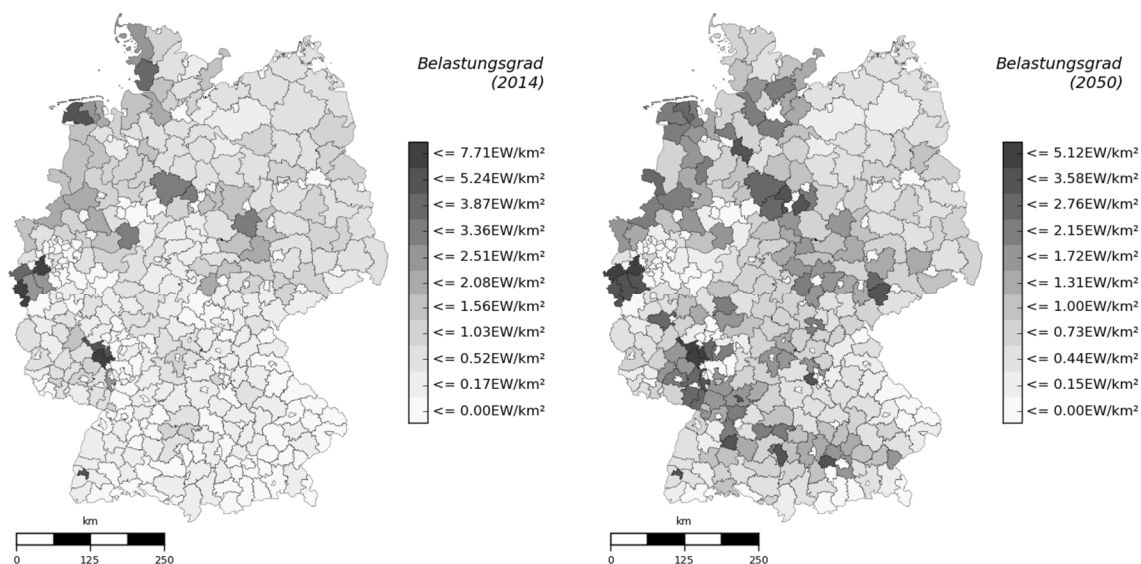 Belastungsgrad
(2014)
<= 7.71EW/km²
<= 5.24EW/km²
<= 3.87EW/km²
<= 3.36EW/km²
<= 2.51EW/km²
<= 2.08EW/km²
<= 1.56EW/km²
<= 1.03EW/km²
<= 0.52EW/km²
<= 0.17EW/km²
<= 0.00EW/km²
km
0 125 250
Belastungsgrad
(2050)
<= 5.12EW/km²
<= 3.58EW/km²
<= 2.76EW/km²
<= 2.15EW/km²
<= 1.72EW/km²
<= 1.31EW/km²
<= 1.00EW/km²
<= 0.73EW/km²
<= 0.44EW/km²
<= 0.15EW/km²
<= 0.00EW/km²
km
0 125 250